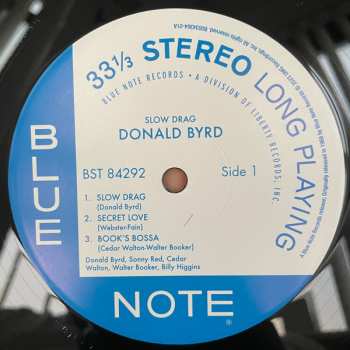 33⅓ STEREO LONG PLAYING
BLUE NOTE RECORDS • A DIVISION OF LIBERTY RECORDS, INC.
SLOW DRAG
DONALD BYRD
BST 84292
Side 1
1. SLOW DRAG
(Donald Byrd)
2. SECRET LOVE
(Webster-Fain)
3. BOOK'S BOSSA
(Cedar Walton-Walter Booker)
Donald Byrd, Sonny Red, Cedar
Walton, Walter Booker, Billy Higgins
BLUE
NOTE